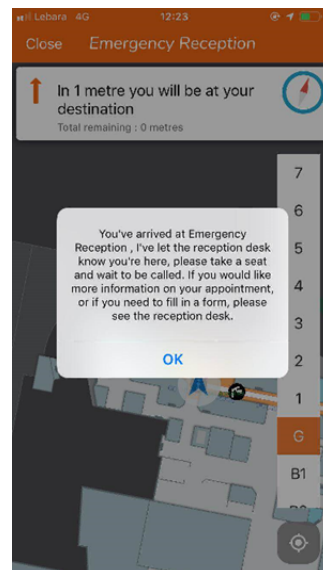 Lebara 4G 12:23
Close Emergency Reception
In 1 metre you will be at your
destination
Total remaining : 0 metres
7
6
You've arrived at Emergency
Reception , I've let the reception desk
know you're here, please take a seat
and wait to be called. If you would like
more information on your appointment,
or if you need to fill in a form, please
see the reception desk.
OK
5
4
3
2
1
G
B1